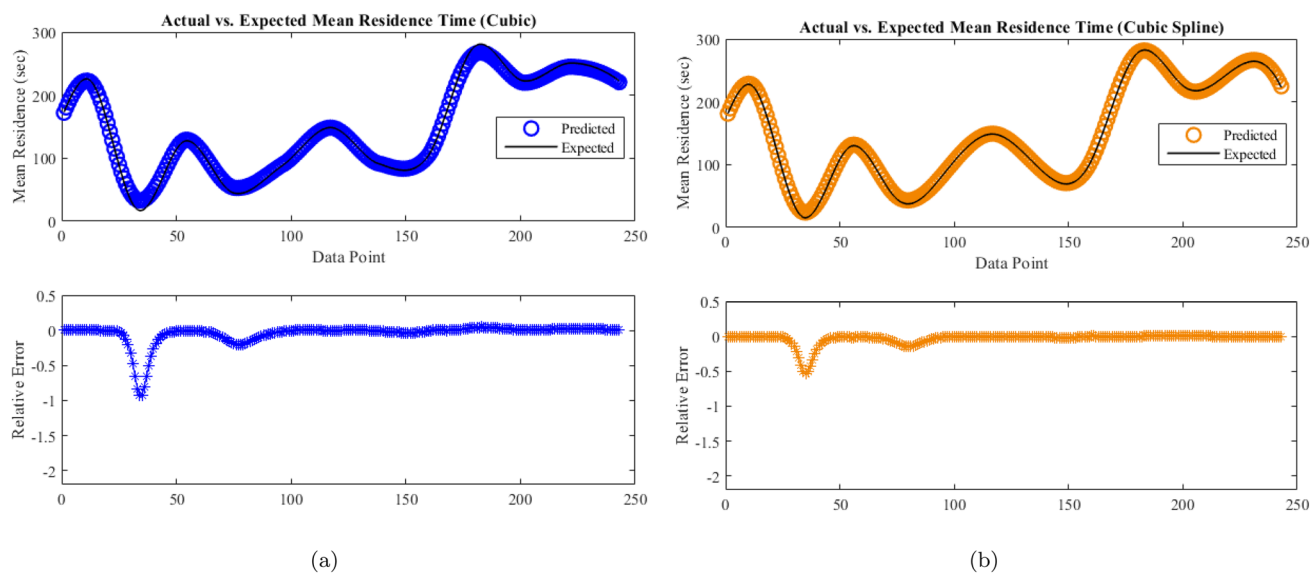 Actual vs. Expected Mean Residence Time (Cubic)
300
200
100
0
Mean Residence (sec)
Predicted
Expected
0 50 100 150 200 250
Data Point
0.5
0
-0.5
-1
-1.5
-2
Relative Error
0 50 100 150 200 250
(a)
Actual vs. Expected Mean Residence Time (Cubic Spline)
300
200
100
0
Mean Residence (sec)
Predicted
Expected
0 50 100 150 200 250
Data Point
0.5
0
-0.5
-1
-1.5
-2
Relative Error
0 50 100 150 200 250
(b)